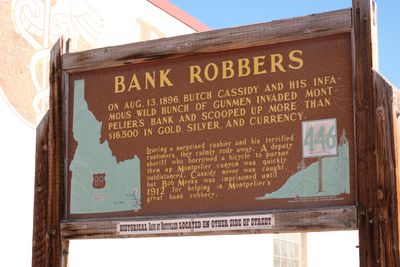 BANK ROBBERS
ON AUG. 13, 1896, BUTCH CASSIDY AND HIS INFA-
MOUS WILD BUNCH OF GUNMEN INVADED MONT-
PELIER'S BANK AND SCOOPED UP MORE THAN
$16,500 IN GOLD, SILVER, AND CURRENCY.
Leaving a surprised cashier and his terrified
customers, they calmly rode away. A deputy
sheriff who borrowed a bicycle to pursue
them up Montpelier canyon was quickly
outdistanced. Cassidy never was caught,
but Bob Meeks was imprisoned until
1912 for helping in Montpelier's
great bank robbery.
446
HISTORICAL BANK OF MONTPELIER LOCATED ON OTHER SIDE OF STREET